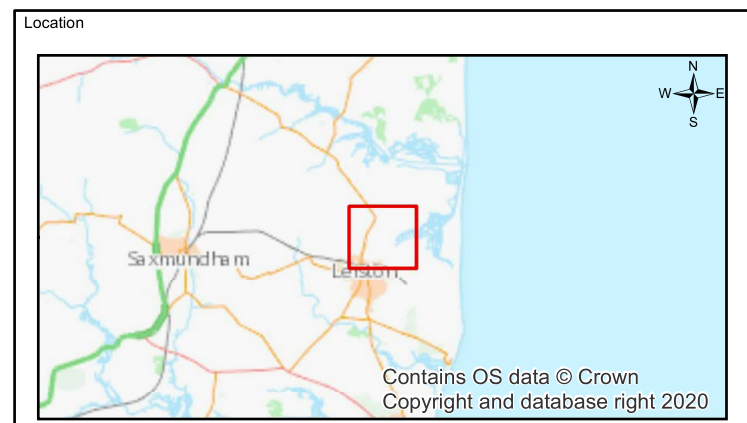 Location
N
W E
S
Saxmundham
Leiston
Contains OS data © Crown
Copyright and database right 2020